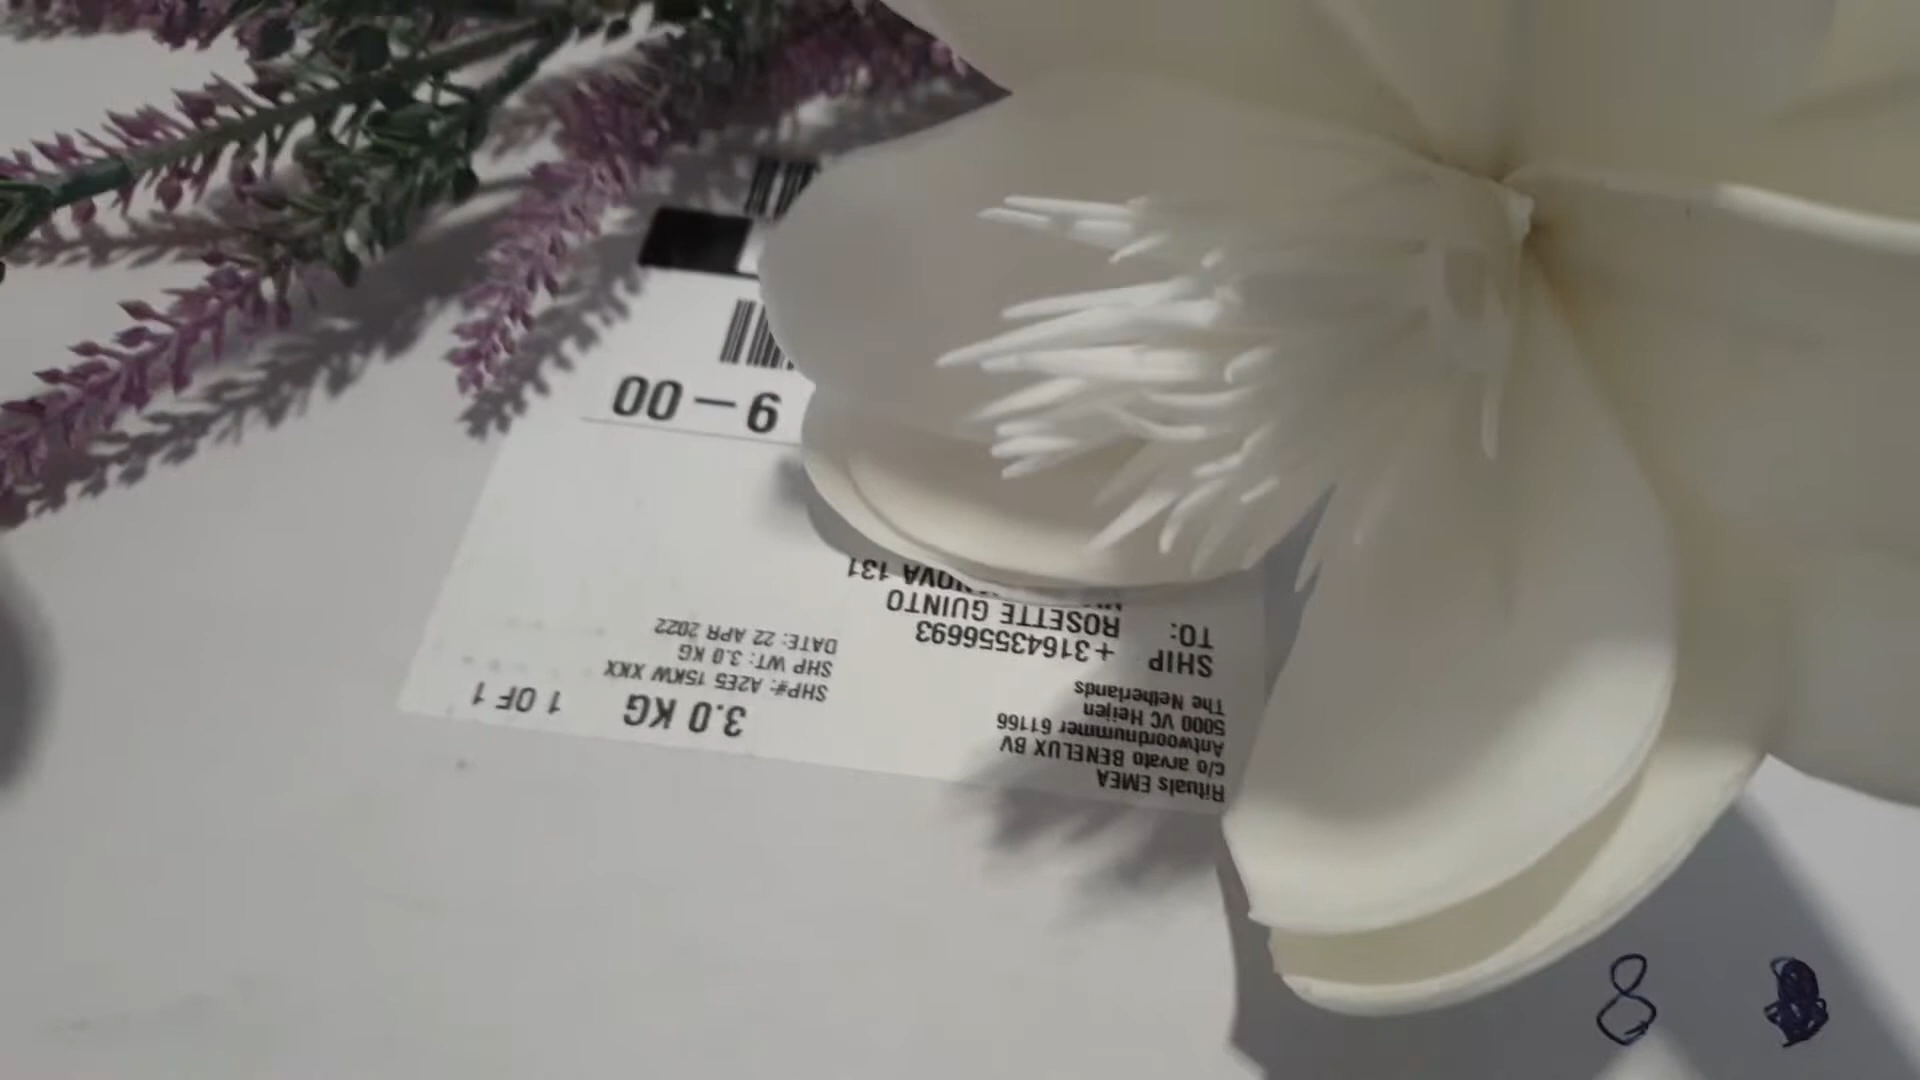 Rituals EMEA
c/o arvato BENELUX BV
Antwoordnummer 61166
5000 VC Heijen
The Netherlands
3.0 KG
1 OF 1
SHP#: A2E5 15KW XKX
SHP WT: 3.0 KG
DATE: 22 APR 2022
SHIP
TO:
+31643556693
ROSETTE GUINTO
131
9-00
8